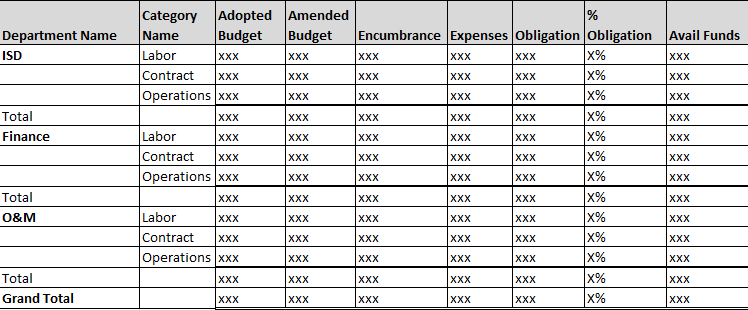 Department Name Category Name Adopted Budget Amended Budget Encumbrance Expenses Obligation % Obligation Avail Funds
ISD Labor xxx xxx xxx xxx xxx X% xxx
Contract xxx xxx xxx xxx xxx X% xxx
Operations xxx xxx xxx xxx xxx X% xxx
Total xxx xxx xxx xxx xxx X% xxx
Finance Labor xxx xxx xxx xxx xxx X% xxx
Contract xxx xxx xxx xxx xxx X% xxx
Operations xxx xxx xxx xxx xxx X% xxx
Total xxx xxx xxx xxx xxx X% xxx
O&M Labor xxx xxx xxx xxx xxx X% xxx
Contract xxx xxx xxx xxx xxx X% xxx
Operations xxx xxx xxx xxx xxx X% xxx
Total xxx xxx xxx xxx xxx X% xxx
Grand Total xxx xxx xxx xxx xxx X% xxx